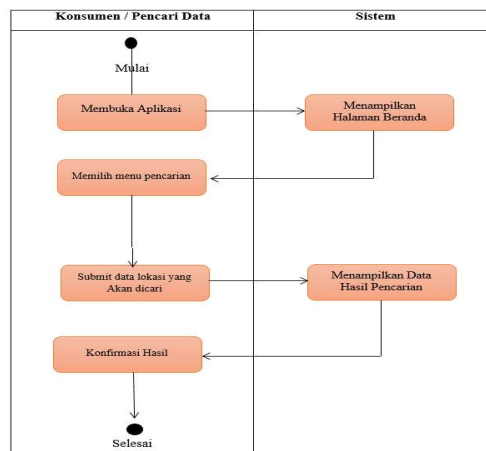 Konsumen / Pencari Data
Sistem
Mulai
Membuka Aplikasi
Menampilkan
Halaman Beranda
Memilih menu pencarian
Submit data lokasi yang
Akan dicari
Menampilkan Data
Hasil Pencarian
Konfirmasi Hasil
Selesai